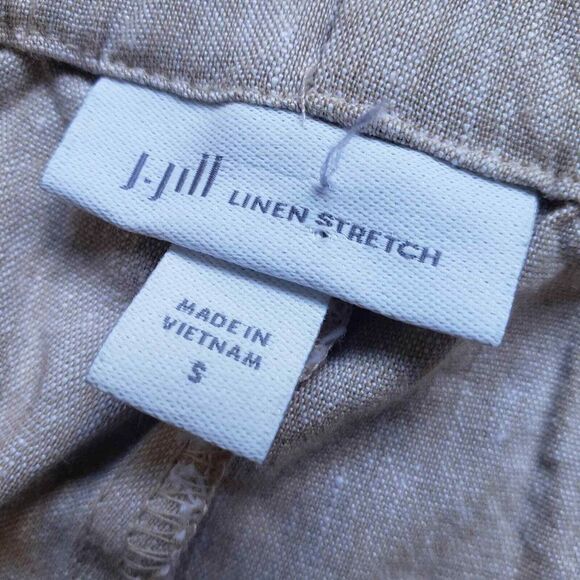 J.Jill LINEN STRETCH
MADE IN
VIETNAM
S